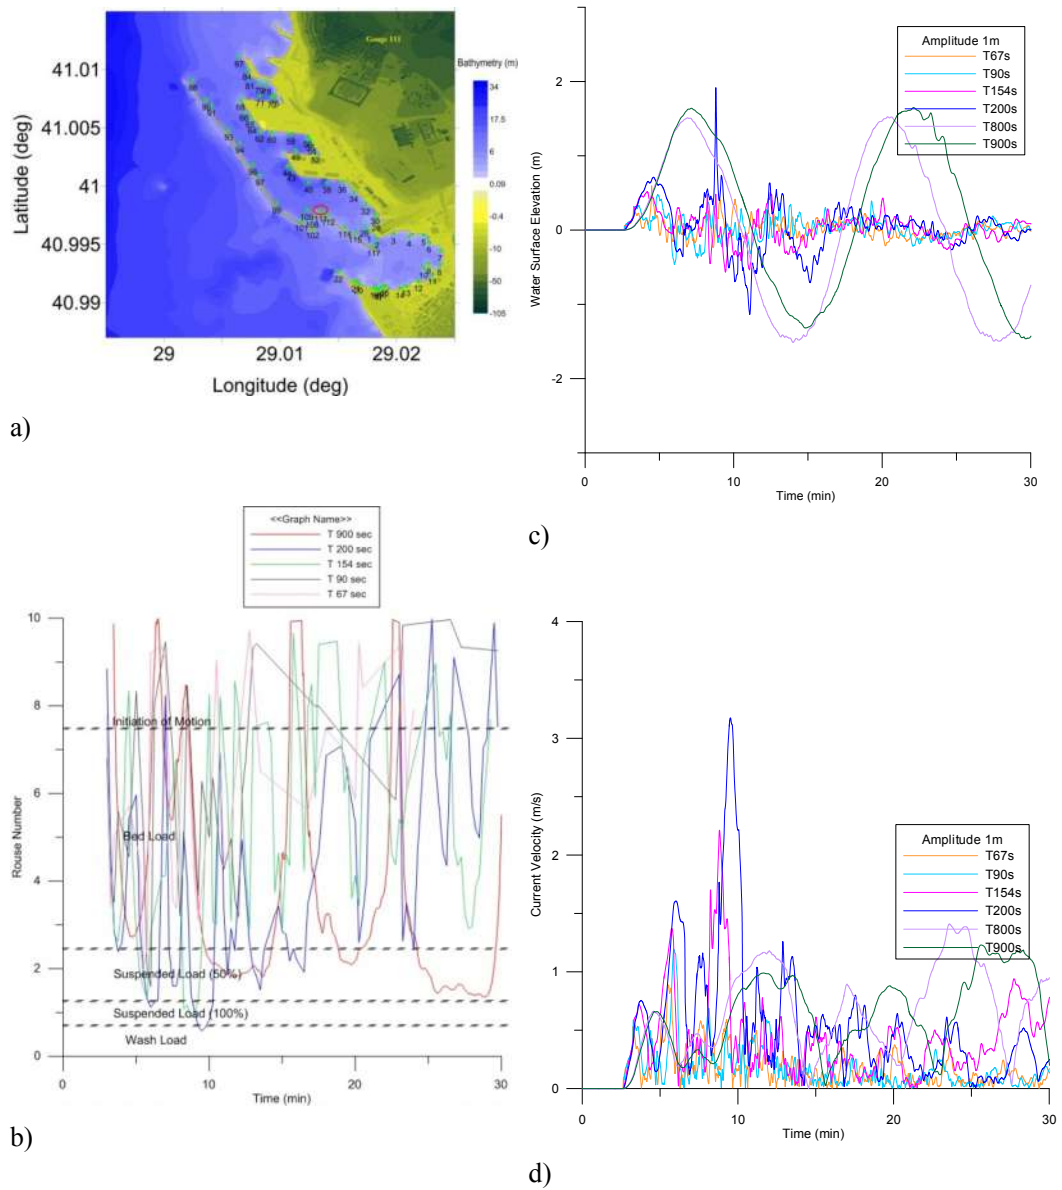 Gauge 112
Bathymetry (m)
34
17.5
6
0.09
-0.4
-10
-50
-105
41.01
41.005
41
40.995
40.99
Latitude (deg)
29
29.01
29.02
Longitude (deg)
a)
Amplitude 1m
T67s
T90s
T154s
T200s
T800s
T900s
2
0
-2
Water Surface Elevation (m)
0
10
20
30
Time (min)
c)
<<Graph Name>>
T 900 sec
T 200 sec
T 154 sec
T 90 sec
T 67 sec
10
8
6
4
2
0
Rouse Number
Initiation of Motion
Bed Load
Suspended Load (50%)
Suspended Load (100%)
Wash Load
0
10
20
30
Time (min)
b)
Amplitude 1m
T67s
T90s
T154s
T200s
T800s
T900s
4
3
2
1
0
Current Velocity (m/s)
0
10
20
30
Time (min)
d)